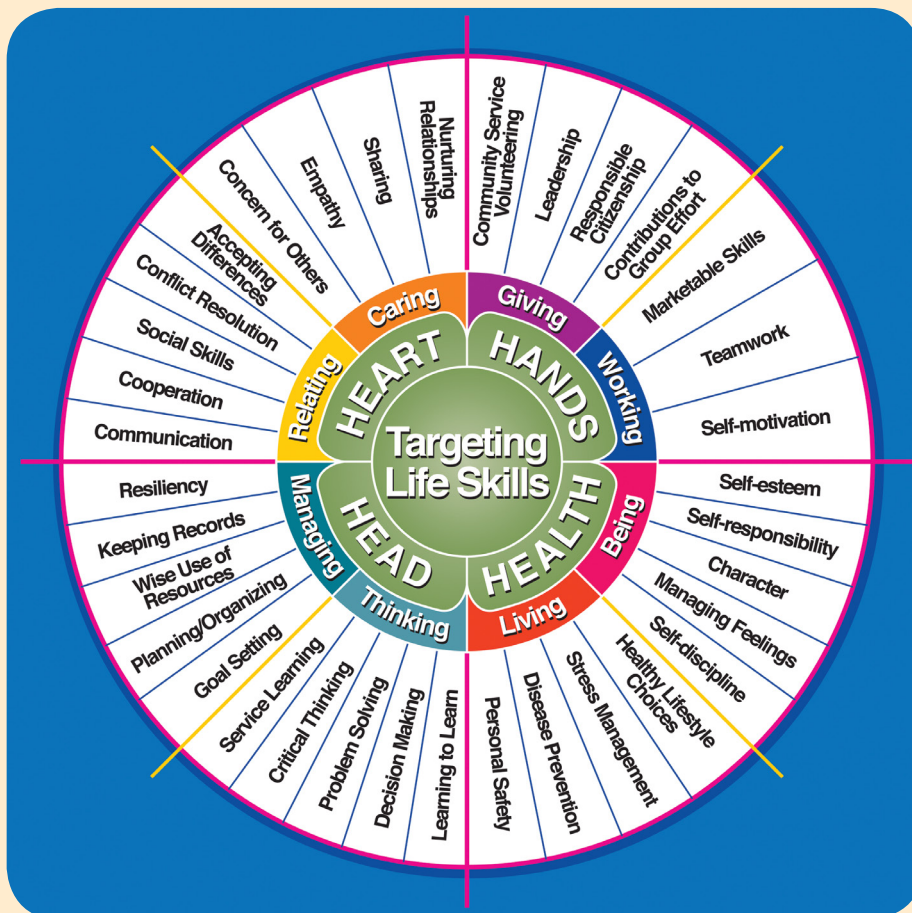 Targeting
Life Skills
HEART
HANDS
HEALTH
HEAD
Caring
Giving
Working
Being
Living
Thinking
Managing
Relating
Nurturing
Relationships
Sharing
Empathy
Concern for Others
Accepting
Differences
Conflict Resolution
Social Skills
Cooperation
Communication
Community Service
Volunteering
Leadership
Responsible
Citizenship
Contributions to
Group Effort
Marketable Skills
Teamwork
Self-motivation
Self-esteem
Self-responsibility
Character
Managing Feelings
Self-discipline
Healthy Lifestyle
Choices
Stress Management
Disease Prevention
Personal Safety
Learning to Learn
Decision Making
Problem Solving
Critical Thinking
Service Learning
Goal Setting
Planning/Organizing
Wise Use of
Resources
Keeping Records
Resiliency